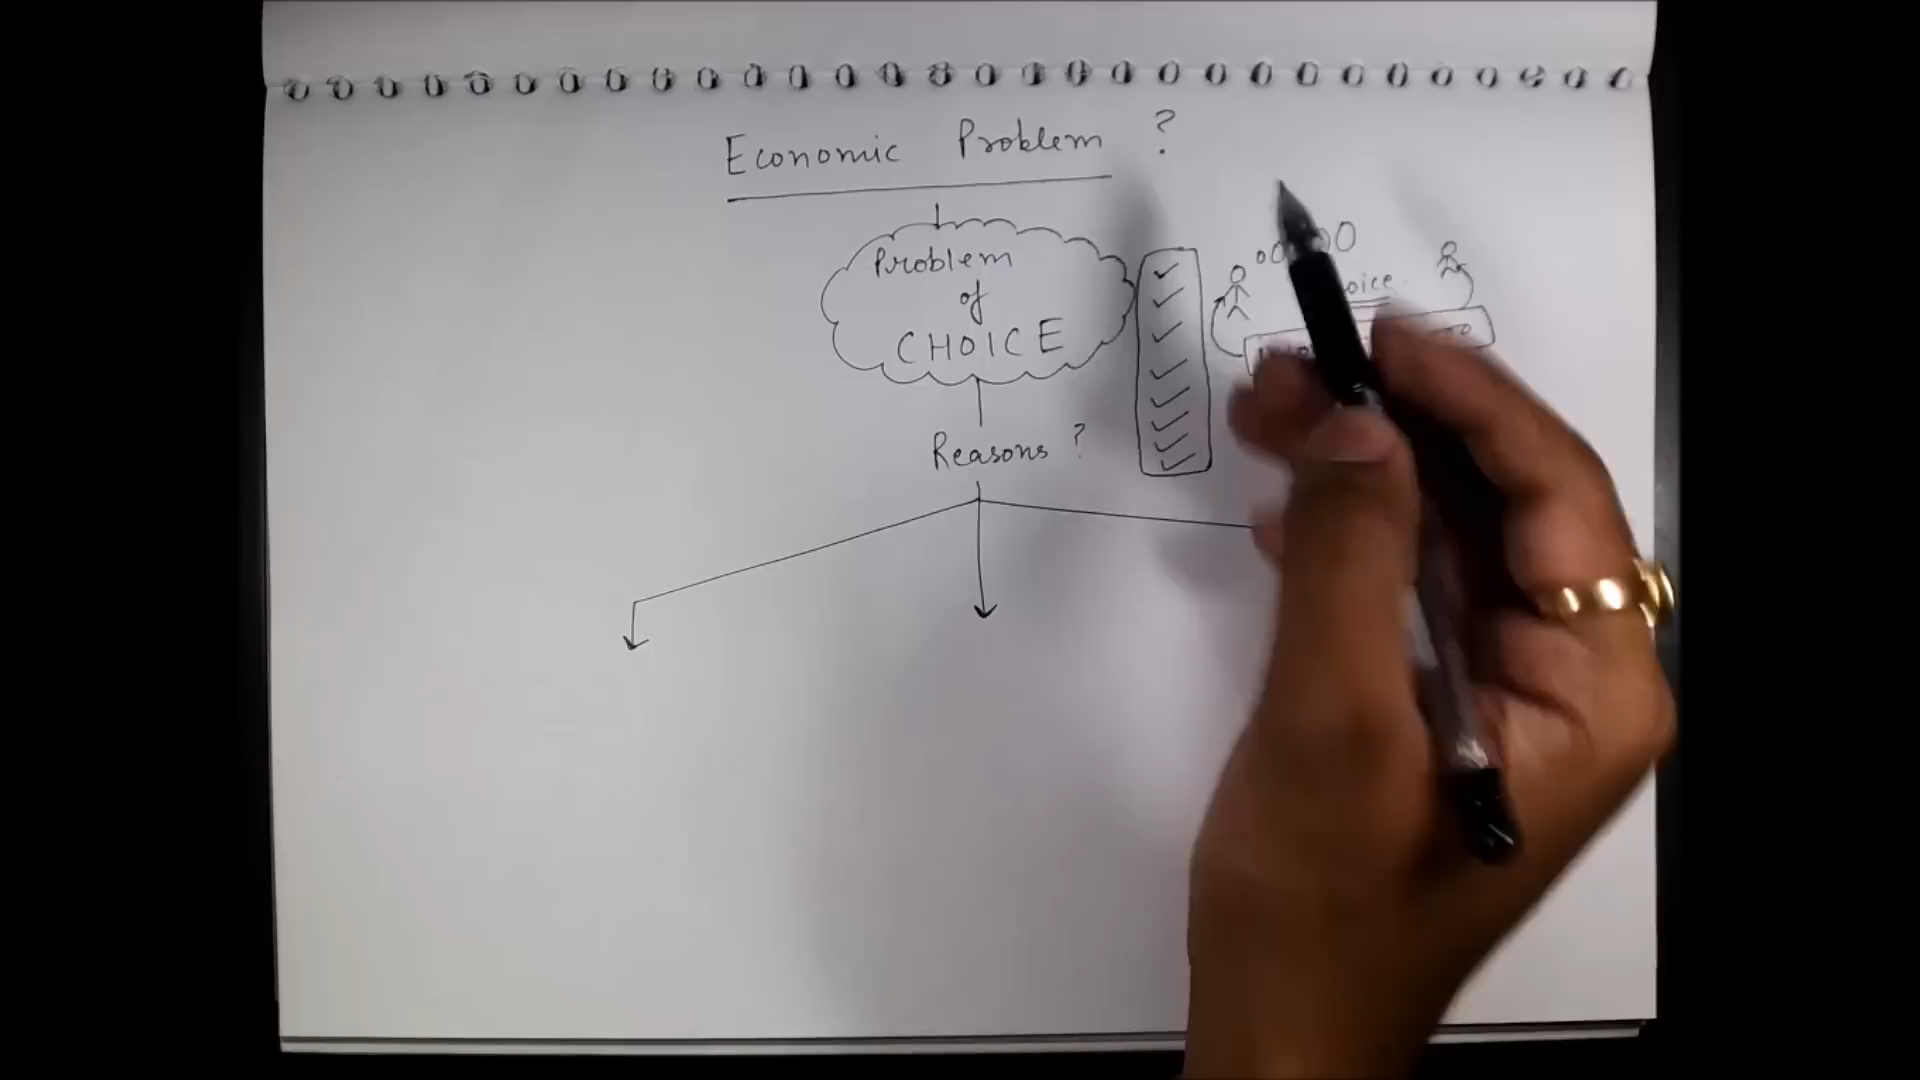 Economic Problem ?
Problem
of
CHOICE
Reasons ?